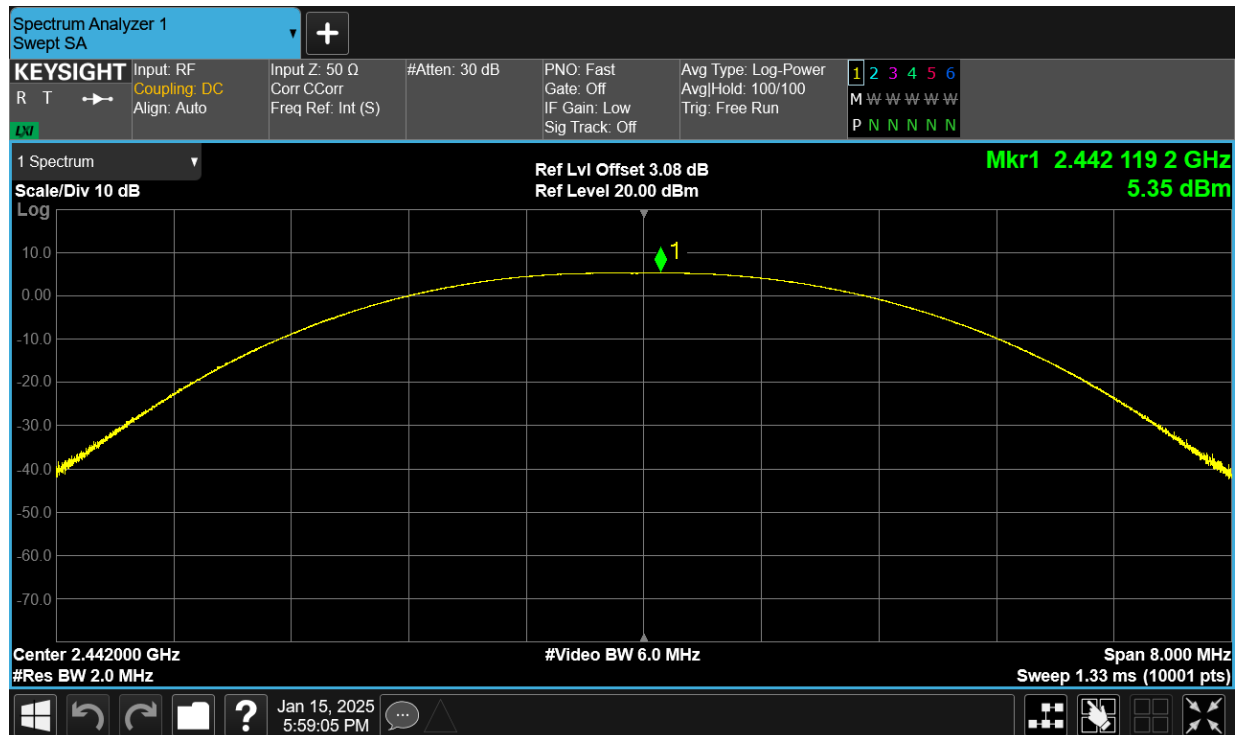 Spectrum Analyzer 1
Swept SA
+
KEYSIGHT
R T
LXI
Input: RF
Coupling: DC
Align: Auto
Input Z: 50 Ω
Corr CCorr
Freq Ref: Int (S)
#Atten: 30 dB
PNO: Fast
Gate: Off
IF Gain: Low
Sig Track: Off
Avg Type: Log-Power
Avg|Hold: 100/100
Trig: Free Run
1 2 3 4 5 6
M W W W W W
P N N N N N
1 Spectrum
Scale/Div 10 dB
Log
Ref Lvl Offset 3.08 dB
Ref Level 20.00 dBm
Mkr1 2.442 119 2 GHz
5.35 dBm
1
10.0
0.00
-10.0
-20.0
-30.0
-40.0
-50.0
-60.0
-70.0
Center 2.442000 GHz
#Res BW 2.0 MHz
#Video BW 6.0 MHz
Span 8.000 MHz
Sweep 1.33 ms (10001 pts)
?
Jan 15, 2025
5:59:05 PM